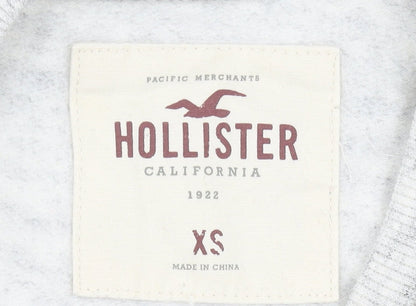 PACIFIC MERCHANTS
HOLLISTER
CALIFORNIA
1922
XS
MADE IN CHINA